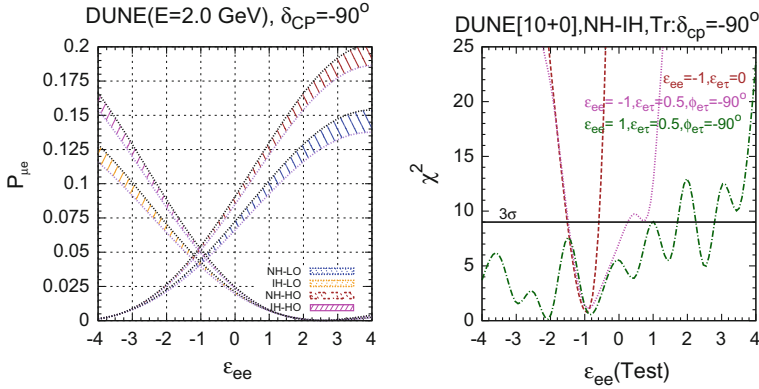 DUNE(E=2.0 GeV), δCP=-90°
0.2
0.175
0.15
0.125
0.1
0.075
0.05
0.025
0
Pμe
NH-LO
IH-LO
NH-HO
IH-HO
-4 -3 -2 -1 0 1 2 3 4
εee
DUNE[10+0],NH-IH,Tr:δcp=-90°
25
20
15
10
5
0
χ²
εee=-1,εeτ=0
εee= -1,εeτ=0.5,φeτ=-90°
εee= 1,εeτ=0.5,φeτ=-90°
3σ
-4 -3 -2 -1 0 1 2 3 4
εee(Test)